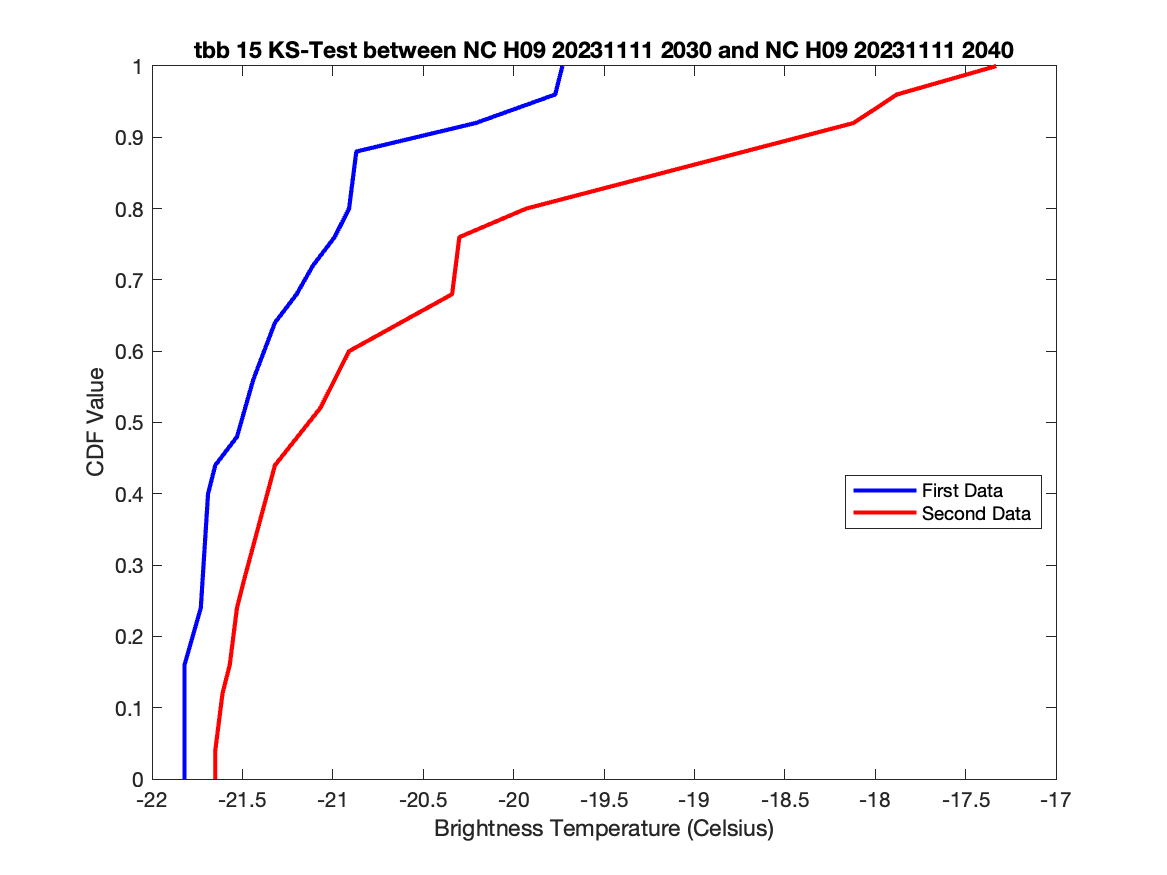 tbb 15 KS-Test between NC H09 20231111 2030 and NC H09 20231111 2040
1
0.9
0.8
0.7
0.6
0.5
0.4
0.3
0.2
0.1
0
CDF Value
First Data
Second Data
-22 -21.5 -21 -20.5 -20 -19.5 -19 -18.5 -18 -17.5 -17
Brightness Temperature (Celsius)